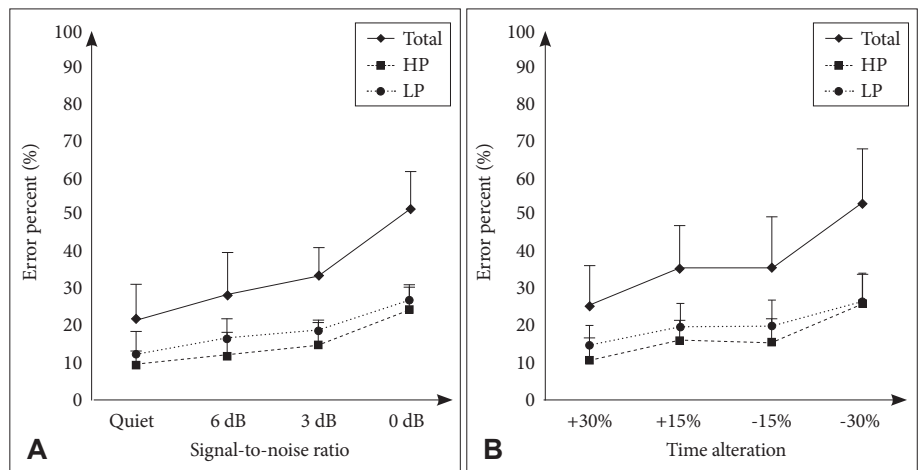 100
90
80
70
60
50
40
30
20
10
0
Error percent (%)
Total
HP
LP
Quiet 6 dB 3 dB 0 dB
Signal-to-noise ratio
A
100
90
80
70
60
50
40
30
20
10
0
Error percent (%)
Total
HP
LP
+30% +15% -15% -30%
Time alteration
B